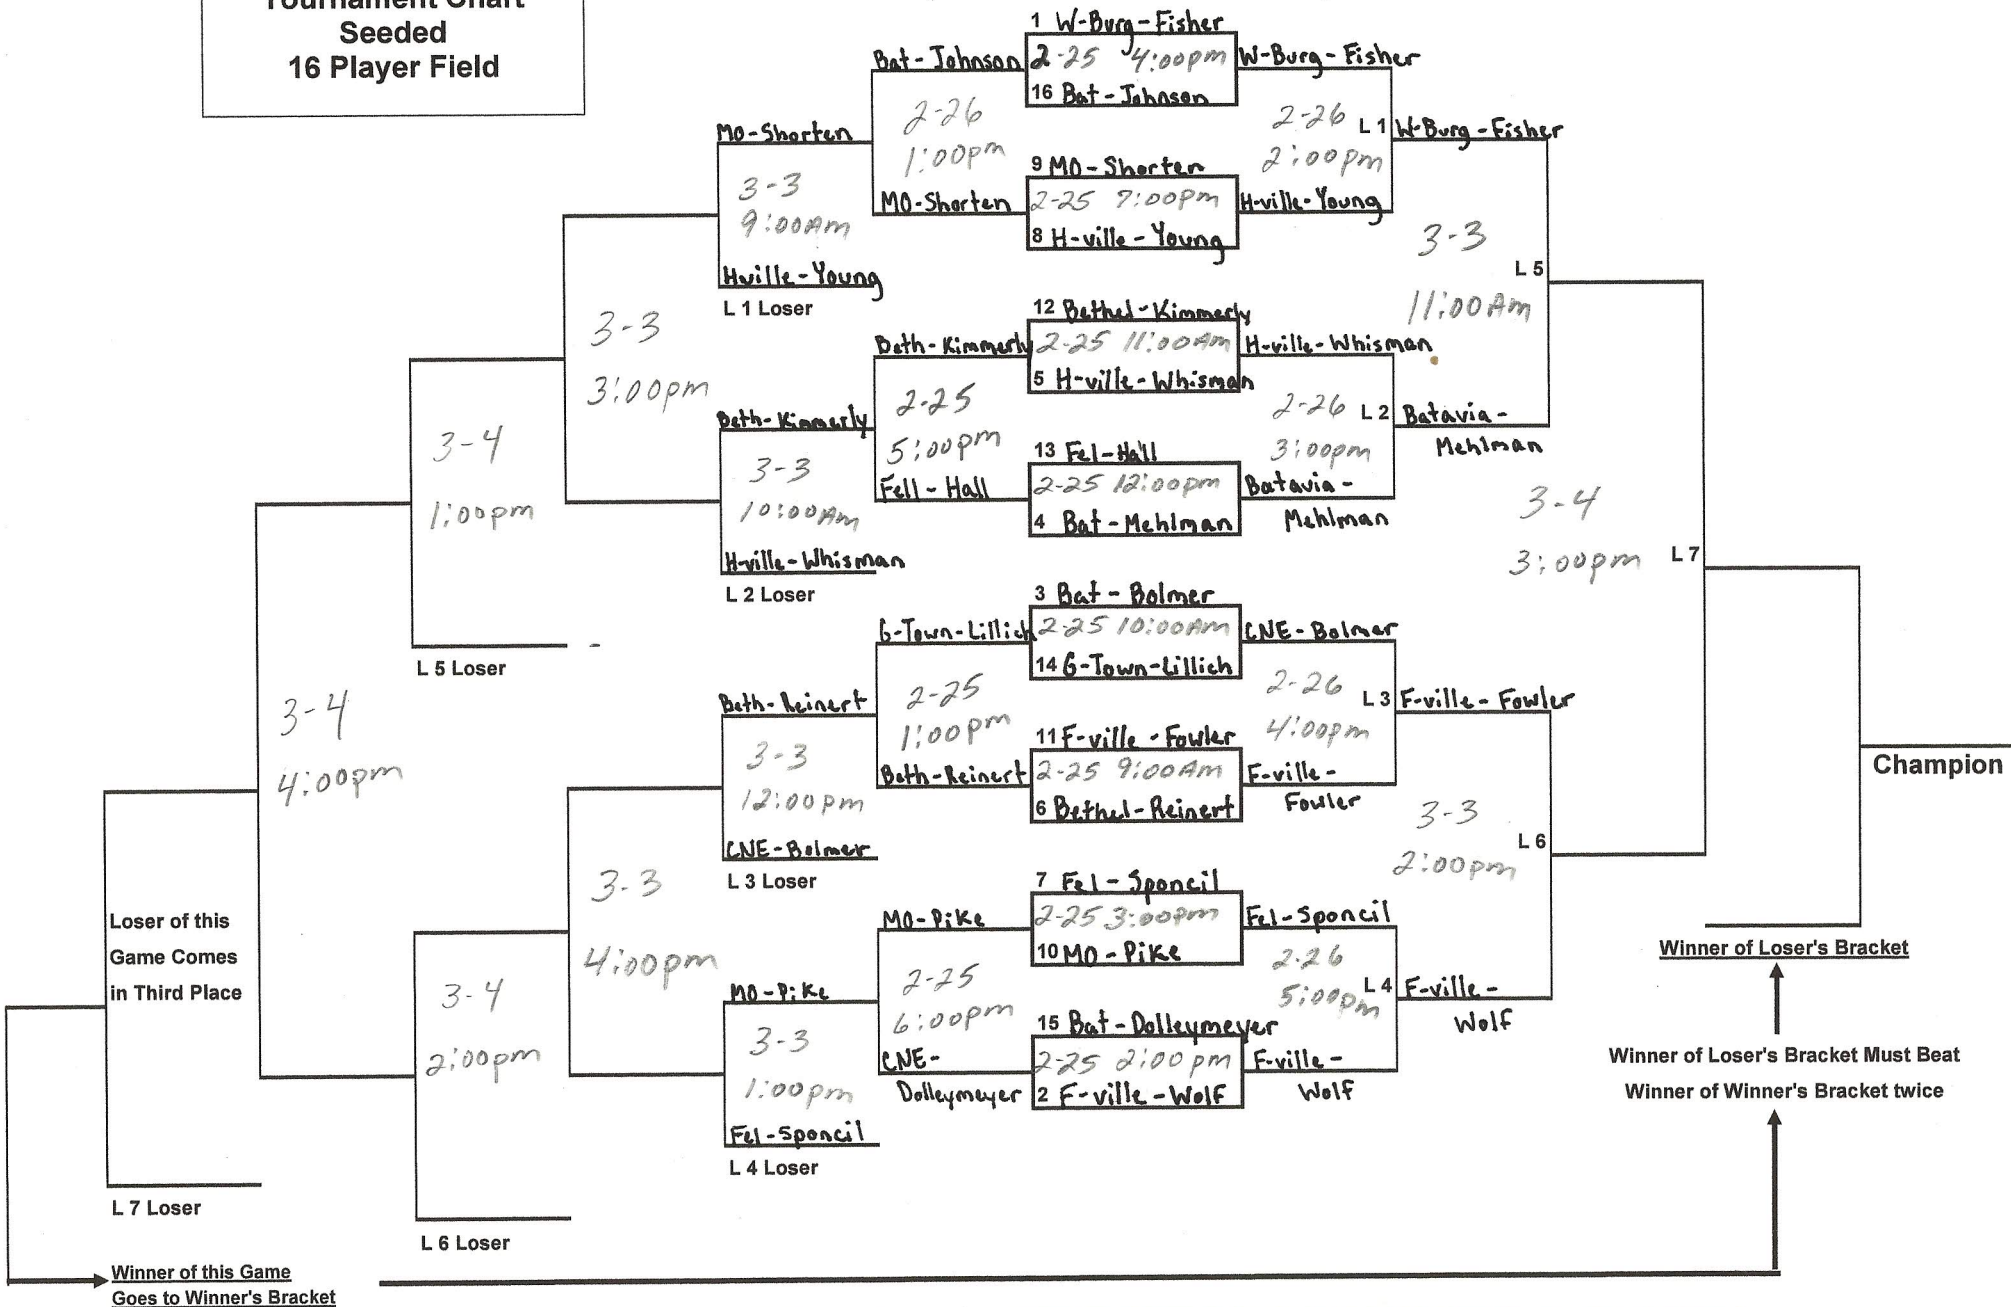 Tournament Chart
Seeded
16 Player Field
1 W-Burg-Fisher
2-25 4:00pm
16 Bat-Johnson
9 MO-Shorten
2-25 7:00pm
8 H-ville-Young
12 Bethel-Kimmerly
2-25 11:00Am
5 H-ville-Whisman
13 Fel-Hall
2-25 12:00pm
4 Bat-Mehlman
3 Bat-Bolmer
2-25 10:00Am
14 G-Town-Lillich
11 F-ville-Fowler
2-25 9:00Am
6 Bethel-Reinert
7 Fel-Sponcil
2-25 3:00pm
10 MO-Pike
15 Bat-Dolleymeyer
2-25 2:00pm
2 F-ville-Wolf
W-Burg-Fisher
2-26 L 1
2:00pm
H-ville-Young
H-ville-Whisman
2-26 L 2
3:00pm
Batavia-
Mehlman
CNE-Bolmer
2-26 L 3
4:00pm
F-ville-
Fowler
Fel-Sponcil
2-26
5:00pm L 4
F-ville-
Wolf
W-Burg-Fisher
3-3
L 5
11:00Am
Batavia-
Mehlman
F-ville-Fowler
3-3
L 6
2:00pm
F-ville-
Wolf
3-4
3:00pm L 7
Champion
Winner of Loser's Bracket
Winner of Loser's Bracket Must Beat
Winner of Winner's Bracket twice
Bat-Johnson
2-26
1:00pm
MO-Shorten
Beth-Kimmerly
2-25
5:00pm
Fell-Hall
G-Town-Lillich
2-25
1:00pm
Beth-Reinert
MO-Pike
2-25
6:00pm
CNE-
Dolleymeyer
MO-Shorten
3-3
9:00Am
Hville-Young
L 1 Loser
Beth-Kimmerly
3-3
10:00Am
H-ville-Whisman
L 2 Loser
Beth-Reinert
3-3
12:00pm
CNE-Bolmer
L 3 Loser
MO-Pike
3-3
1:00pm
Fel-Sponcil
L 4 Loser
3-3
3:00pm
3-3
4:00pm
3-4
1:00pm
L 5 Loser
3-4
2:00pm
L 6 Loser
3-4
4:00pm
Loser of this
Game Comes
in Third Place
L 7 Loser
Winner of this Game
Goes to Winner's Bracket